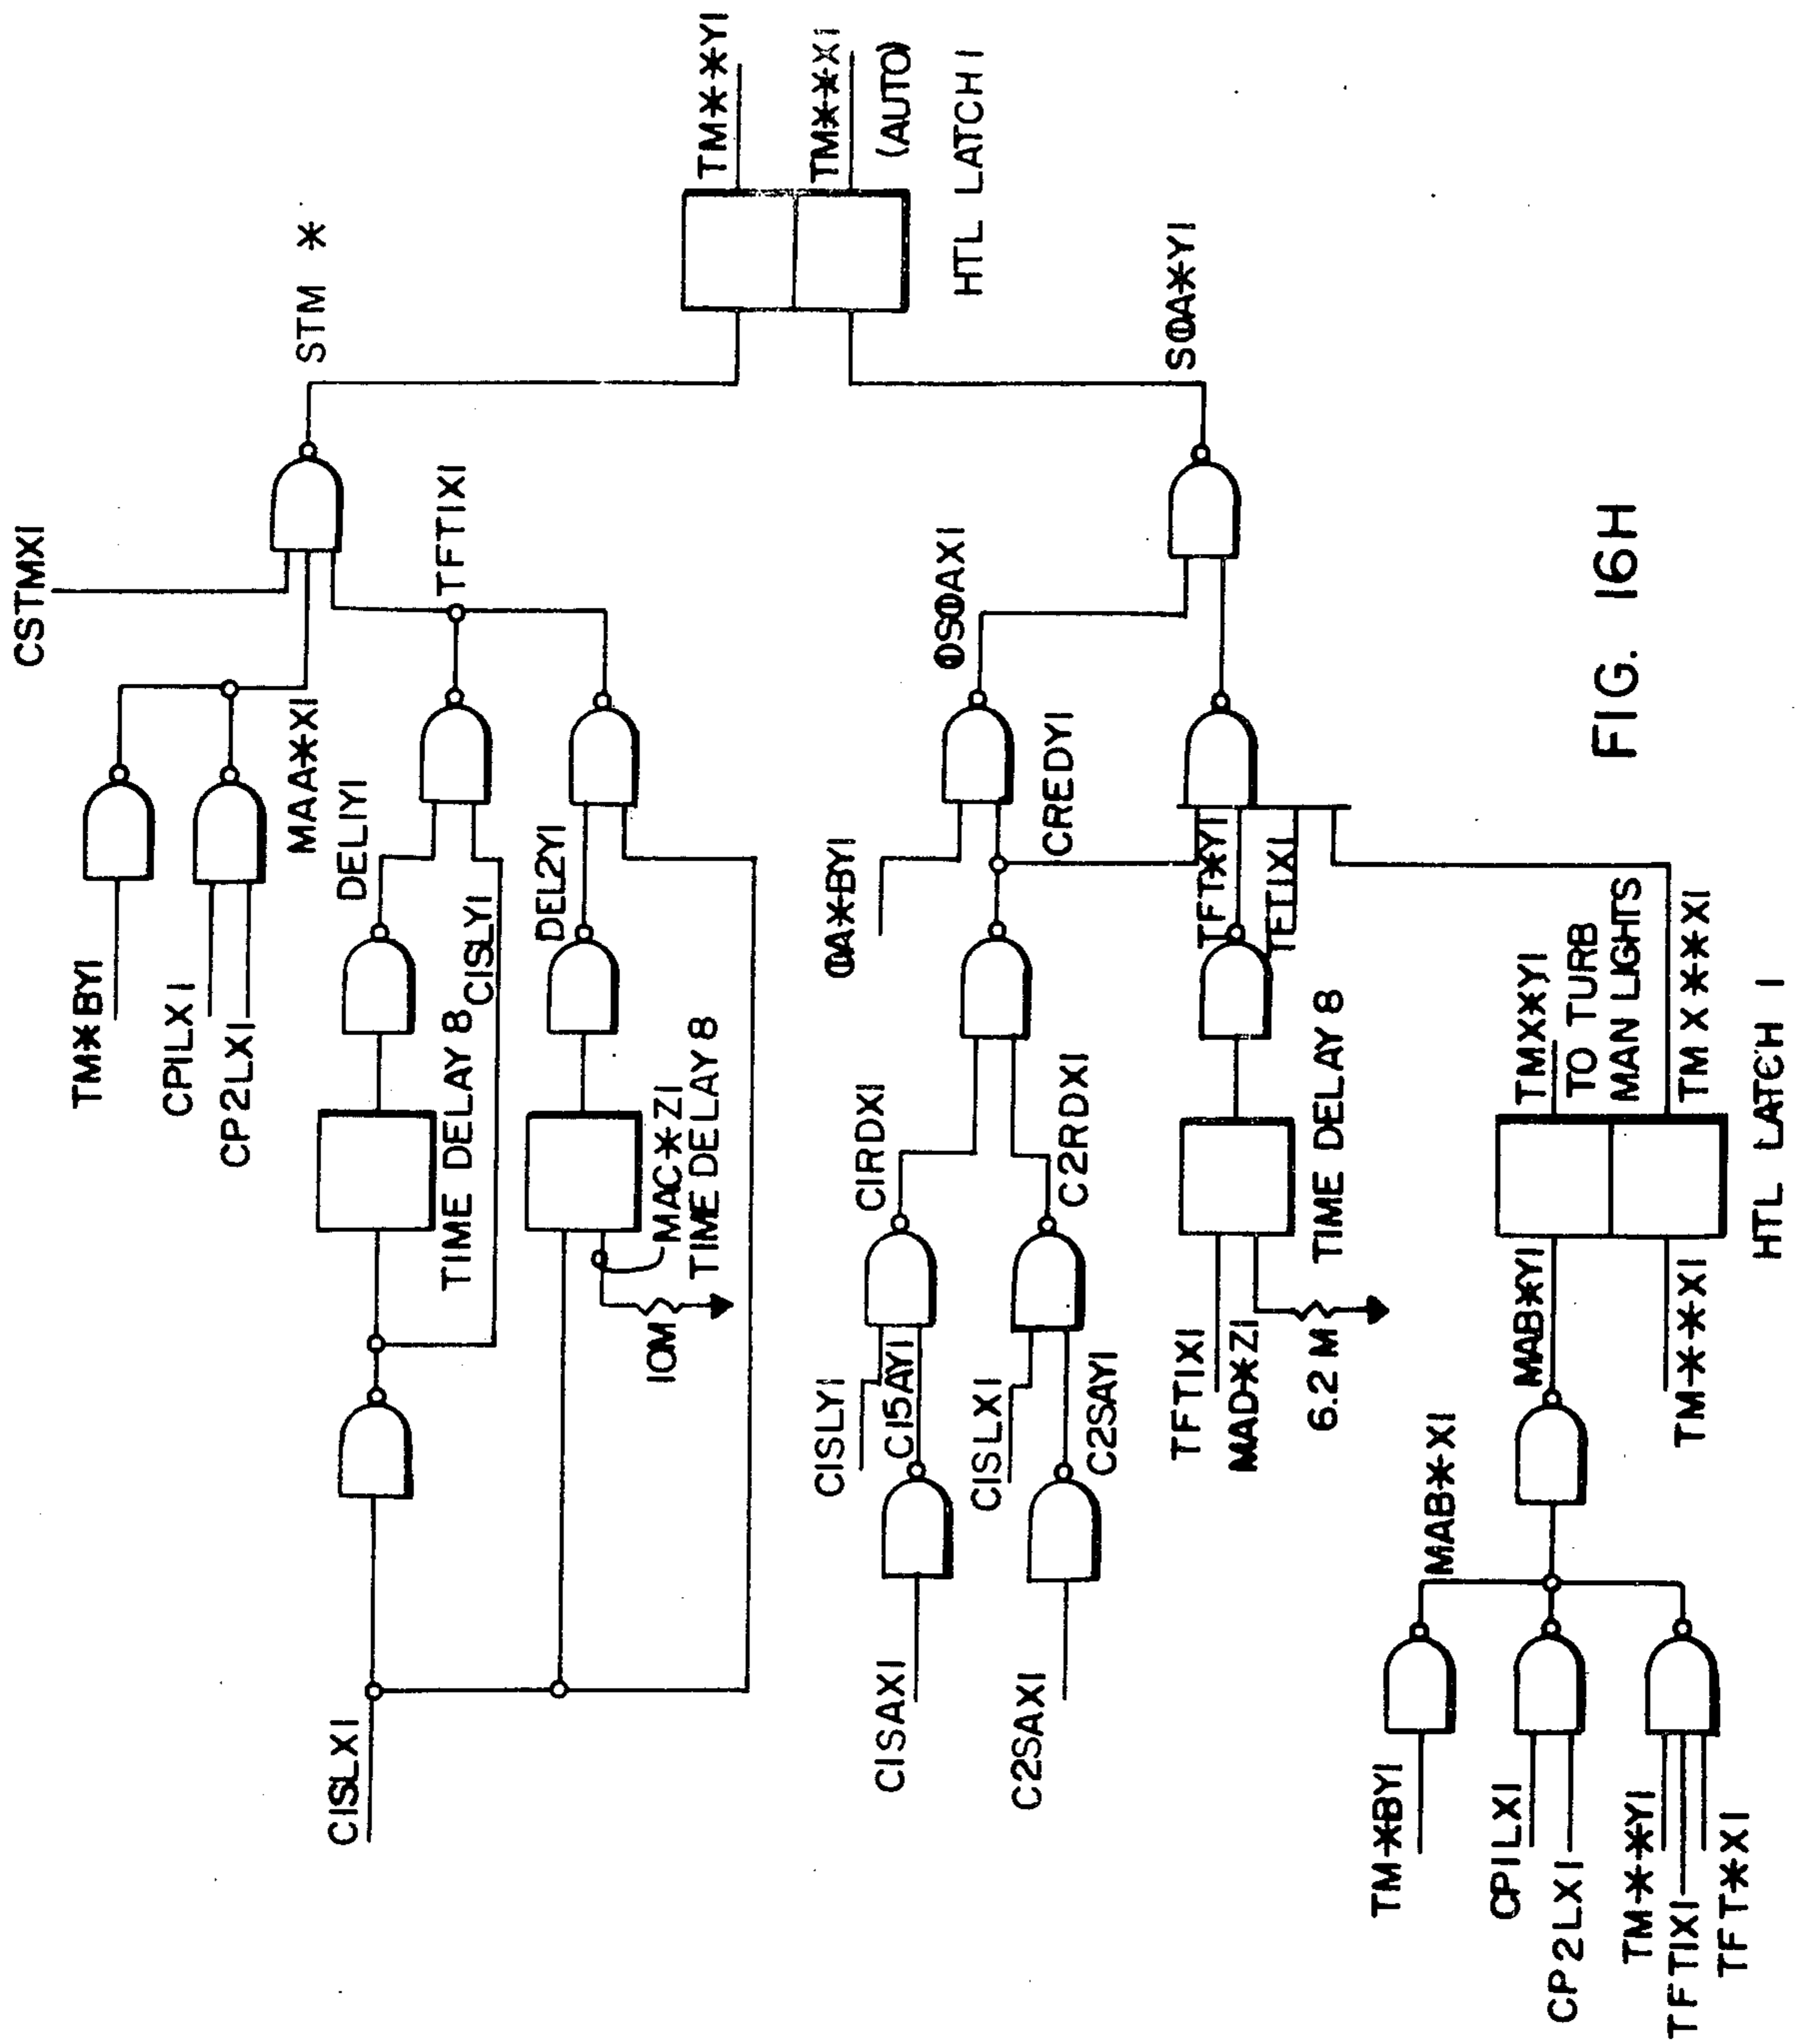 CSTMXI
STM *
TM*BYI
CPILXI
CP2LXI
MAA*XI
TFTIXI
DELIYI
CISLYI
TIME DELAY 8
DEL2YI
MAC*ZI
TIME DELAY 8
10M
CISLXI
TM**YI
TM**XI
(AUTO)
HTL LATCH I
SOA*YI
OSOAXI
OA*BYI
CREDYI
CIRDXI
C2RDXI
CISLYI
CI5AYI
CISLXI
C2SAYI
CISAXI
C2SAXI
TFT*YI
TFTIXI
TFTIXI
MAD*ZI
TIME DELAY 8
6.2 M
TMX*YI
TO TURB
MAN LIGHTS
TM X**XI
MAB*YI
MAB*XI
TM**XI
HTL LATCH I
TM*BYI
CPILXI
CP2LXI
TM**YI
TFTIXI
TFT*XI
FIG. 16H